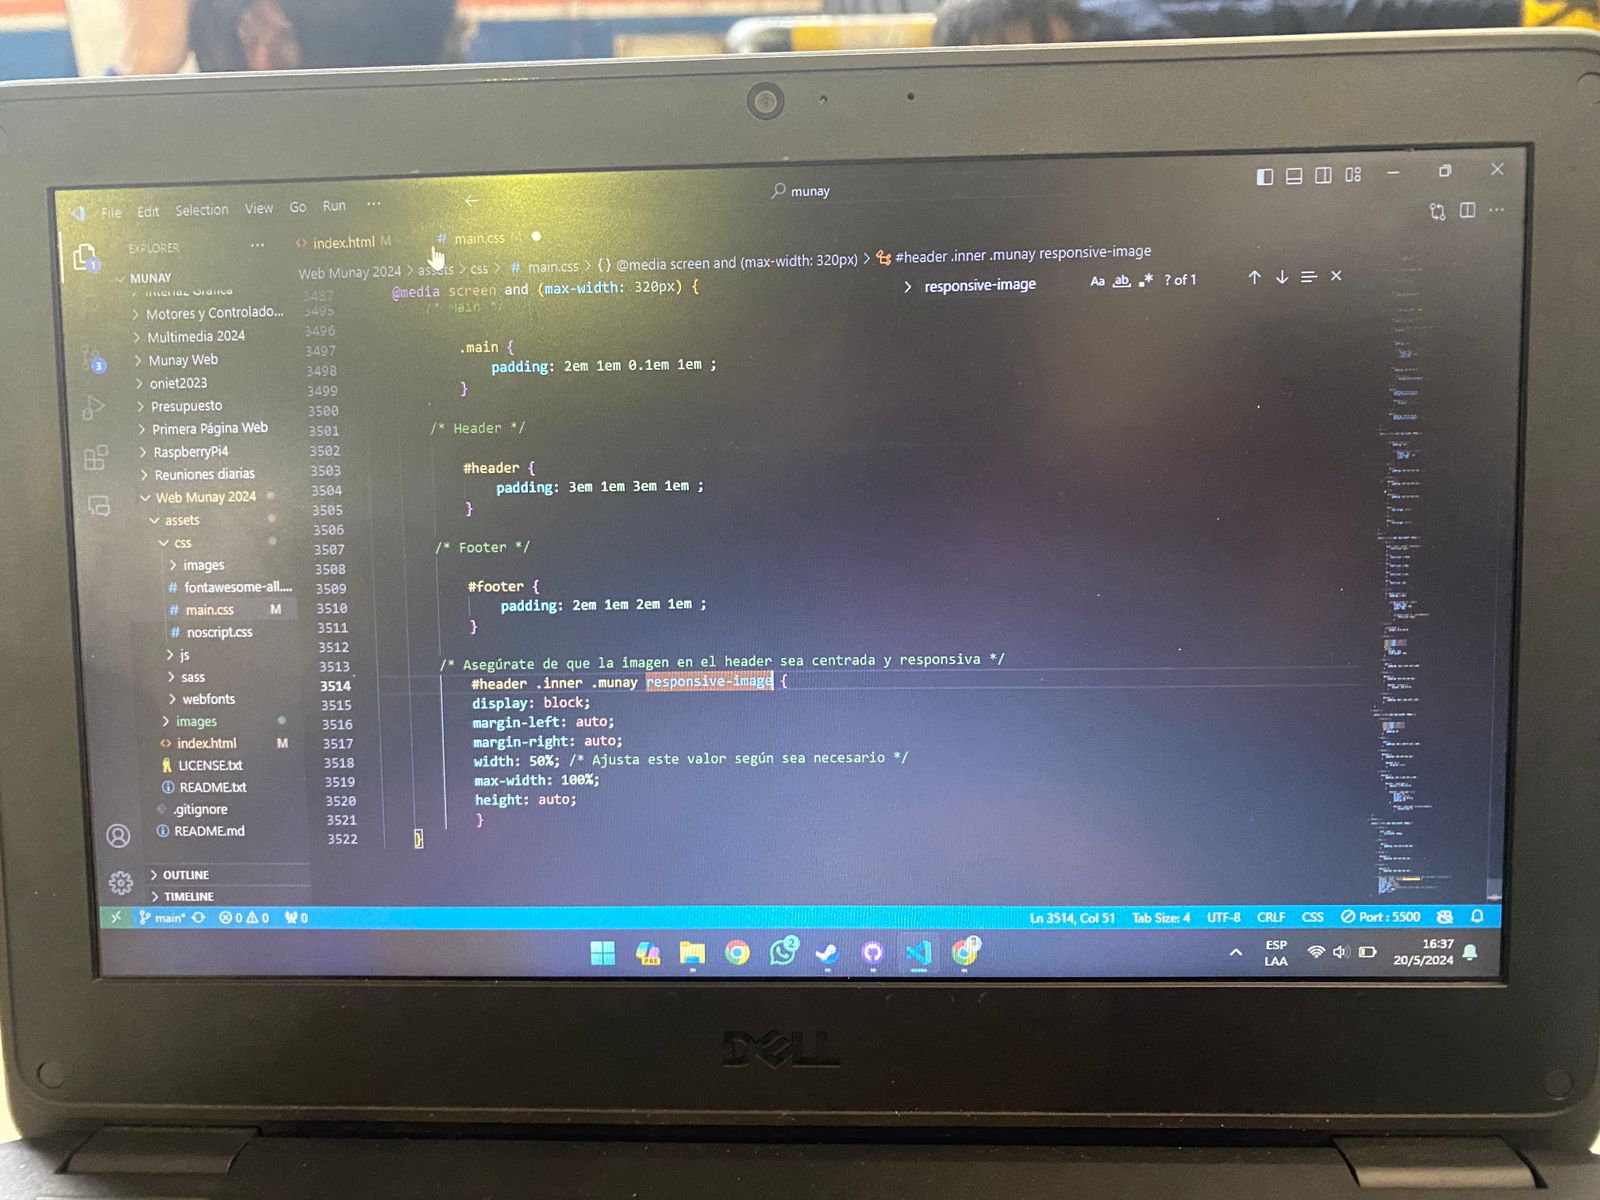 File Edit Selection View Go Run ...
munay
EXPLORER ...
index.html M
# main.css M
MUNAY
Web Munay 2024 > assets > css > # main.css > {} @media screen and (max-width: 320px) > #header .inner .munay responsive-image
responsive-image
Aa ab .* ? of 1
Interfaz Gráfica
Motores y Controlado...
Multimedia 2024
Munay Web
oniet2023
Presupuesto
Primera Página Web
RaspberryPi4
Reuniones diarias
Web Munay 2024
assets
css
images
# fontawesome-all....
# main.css M
# noscript.css
js
sass
webfonts
images
index.html M
LICENSE.txt
README.txt
.gitignore
README.md
OUTLINE
TIMELINE
1
3
3487 @media screen and (max-width: 320px) {
3495 /* Main */
3496
3497 .main {
3498 padding: 2em 1em 0.1em 1em ;
3499 }
3500
3501 /* Header */
3502
3503 #header {
3504 padding: 3em 1em 3em 1em ;
3505 }
3506
3507 /* Footer */
3508
3509 #footer {
3510 padding: 2em 1em 2em 1em ;
3511 }
3512
3513 /* Asegúrate de que la imagen en el header sea centrada y responsiva */
3514 #header .inner .munay responsive-image {
3515 display: block;
3516 margin-left: auto;
3517 margin-right: auto;
3518 width: 50%; /* Ajusta este valor según sea necesario */
3519 max-width: 100%;
3520 height: auto;
3521 }
3522 }
main* 0 0 0
Ln 3514, Col 51 Tab Size: 4 UTF-8 CRLF CSS Port : 5500
PRE
2
ESP
LAA
16:37
20/5/2024
DELL